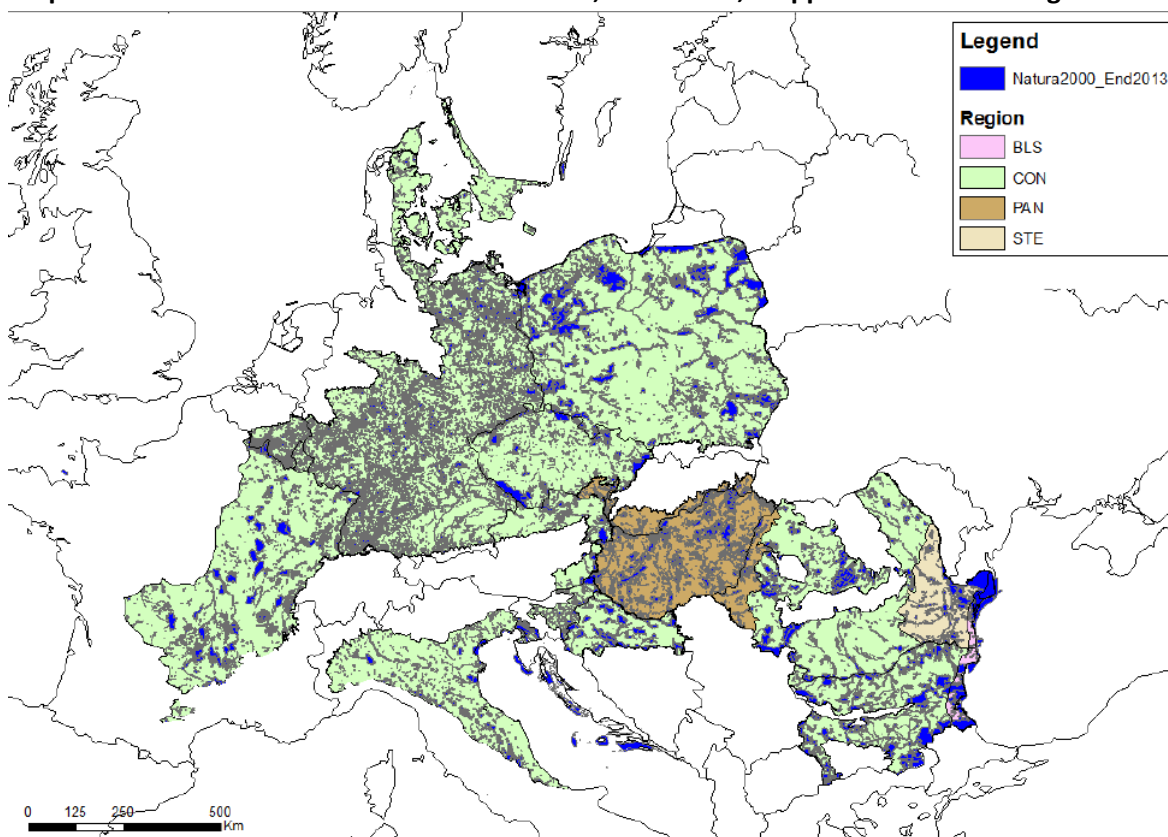 Legend
Natura2000_End2013
Region
BLS
CON
PAN
STE
0 125 250 500
Km